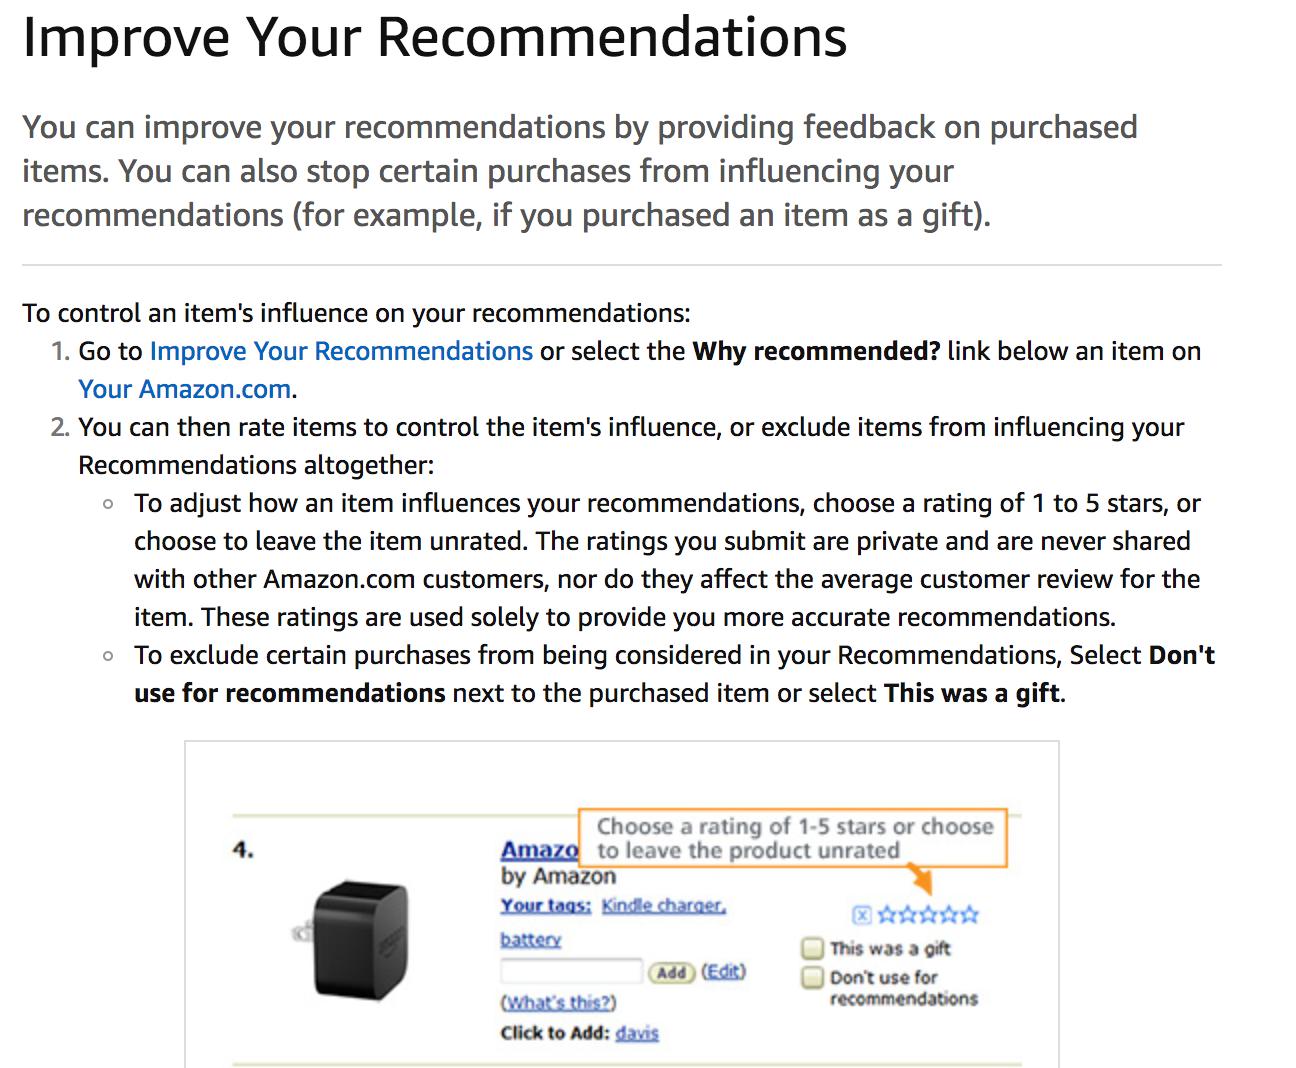 Improve Your Recommendations
You can improve your recommendations by providing feedback on purchased
items. You can also stop certain purchases from influencing your
recommendations (for example, if you purchased an item as a gift).
To control an item's influence on your recommendations:
1. Go to Improve Your Recommendations or select the Why recommended? link below an item on
Your Amazon.com.
2. You can then rate items to control the item's influence, or exclude items from influencing your
Recommendations altogether:
To adjust how an item influences your recommendations, choose a rating of 1 to 5 stars, or
choose to leave the item unrated. The ratings you submit are private and are never shared
with other Amazon.com customers, nor do they affect the average customer review for the
item. These ratings are used solely to provide you more accurate recommendations.
To exclude certain purchases from being considered in your Recommendations, Select Don't
use for recommendations next to the purchased item or select This was a gift.
Choose a rating of 1-5 stars or choose
to leave the product unrated
4.
Amazo
by Amazon
Your tags: Kindle charger,
battery
Add (Edit)
(What's this?)
Click to Add: davis
This was a gift
Don't use for
recommendations